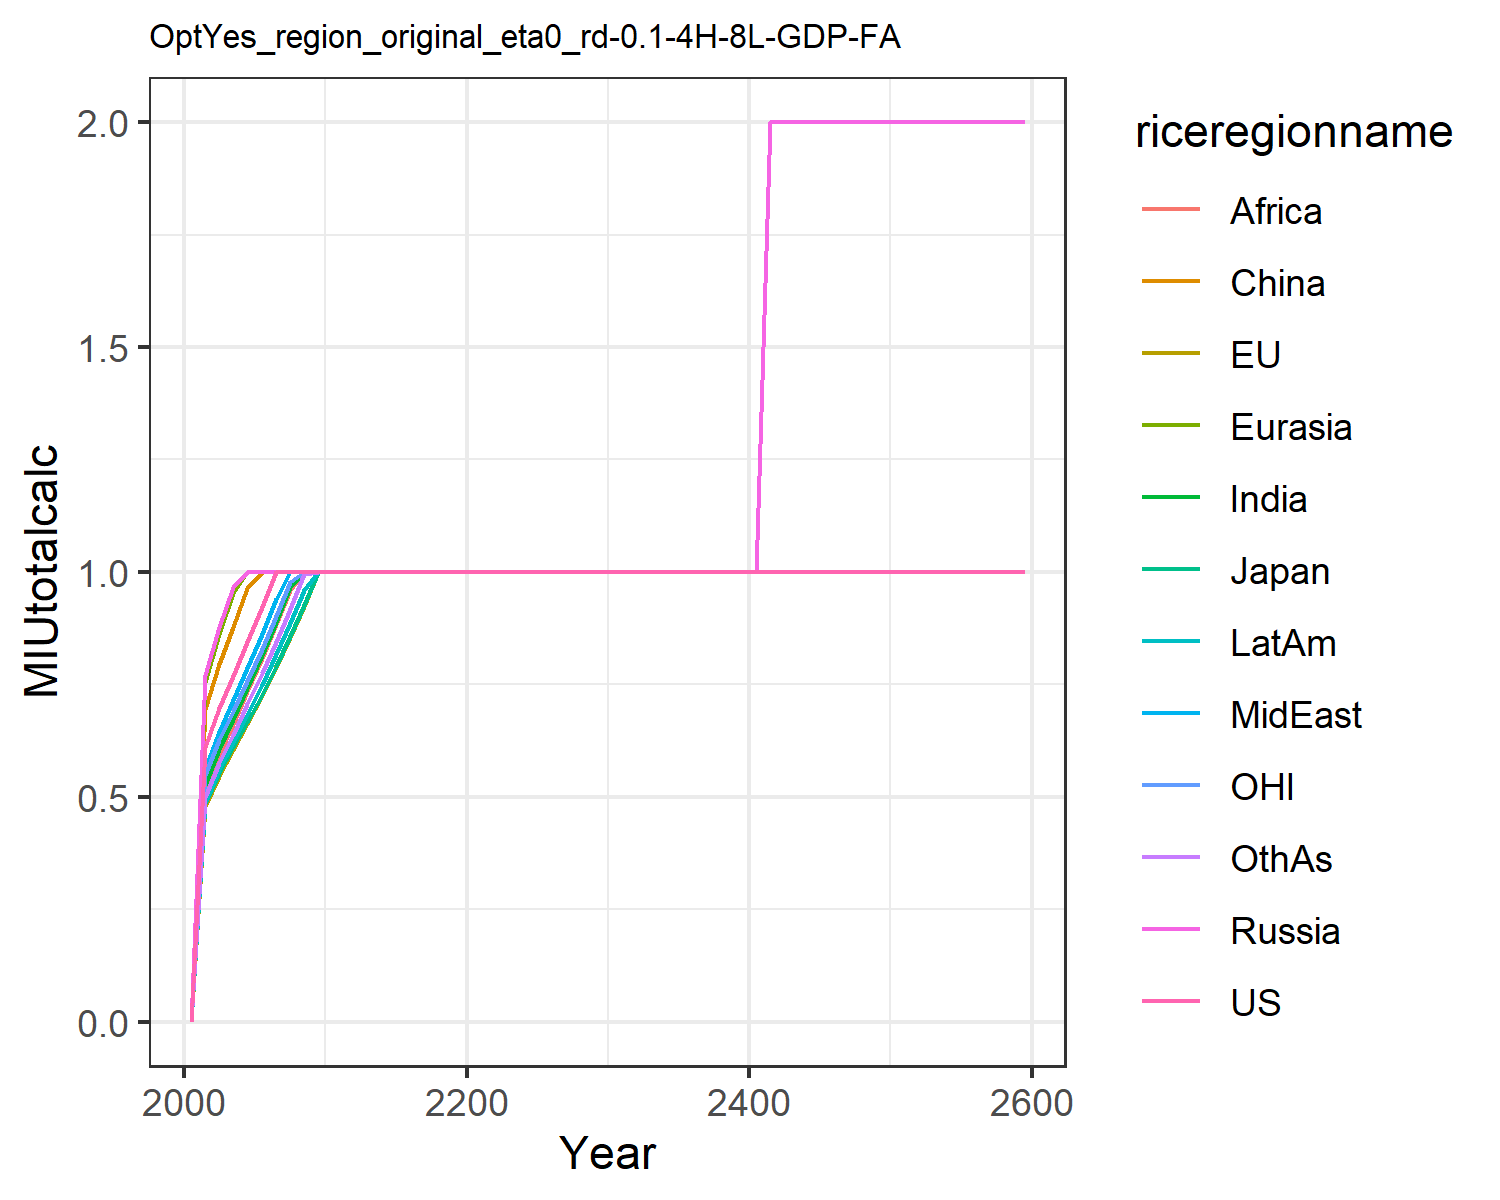 OptYes_region_original_eta0_rd-0.1-4H-8L-GDP-FA
2.0
1.5
1.0
0.5
0.0
MIUtotalcalc
2000
2200
2400
2600
Year
riceregionname
Africa
China
EU
Eurasia
India
Japan
LatAm
MidEast
OHI
OthAs
Russia
US